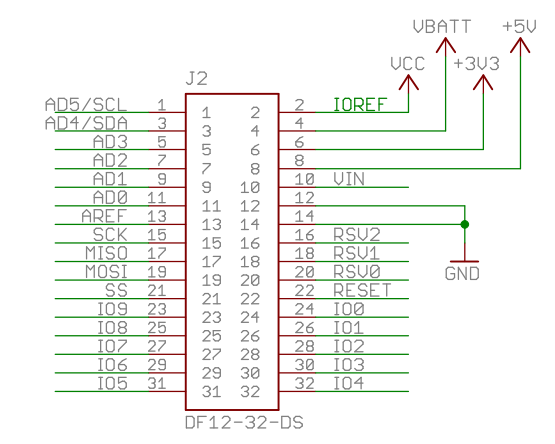 VBATT +5V
VCC +3V3
J2
AD5/SCL 1 1 2 2 IOREF
AD4/SDA 3 3 4 4
AD3 5 5 6 6
AD2 7 7 8 8
AD1 9 9 10 10 VIN
AD0 11 11 12 12
AREF 13 13 14 14
SCK 15 15 16 16 RSV2
MISO 17 17 18 18 RSV1
MOSI 19 19 20 20 RSV0
GND
SS 21 21 22 22 RESET
IO9 23 23 24 24 IO0
IO8 25 25 26 26 IO1
IO7 27 27 28 28 IO2
IO6 29 29 30 30 IO3
IO5 31 31 32 32 IO4
DF12-32-DS